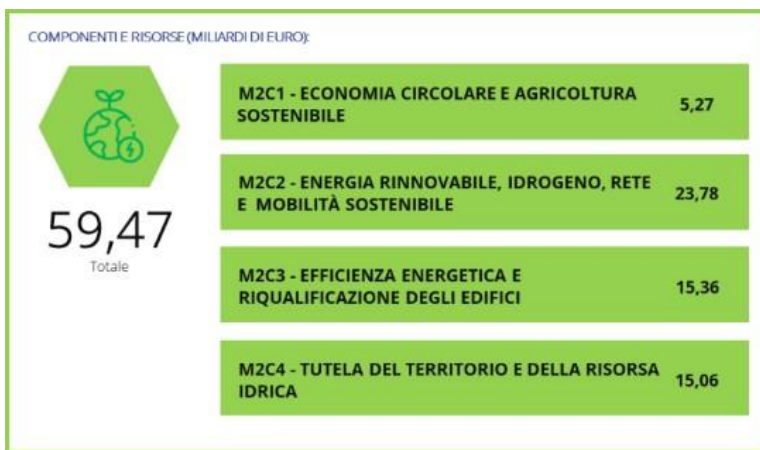 COMPONENTI E RISORSE (MILIARDI DI EURO):
M2C1 - ECONOMIA CIRCOLARE E AGRICOLTURA
SOSTENIBILE
5,27
M2C2 - ENERGIA RINNOVABILE, IDROGENO, RETE
E MOBILITÀ SOSTENIBILE
23,78
59,47
Totale
M2C3 - EFFICIENZA ENERGETICA E
RIQUALIFICAZIONE DEGLI EDIFICI
15,36
M2C4 - TUTELA DEL TERRITORIO E DELLA RISORSA
IDRICA
15,06